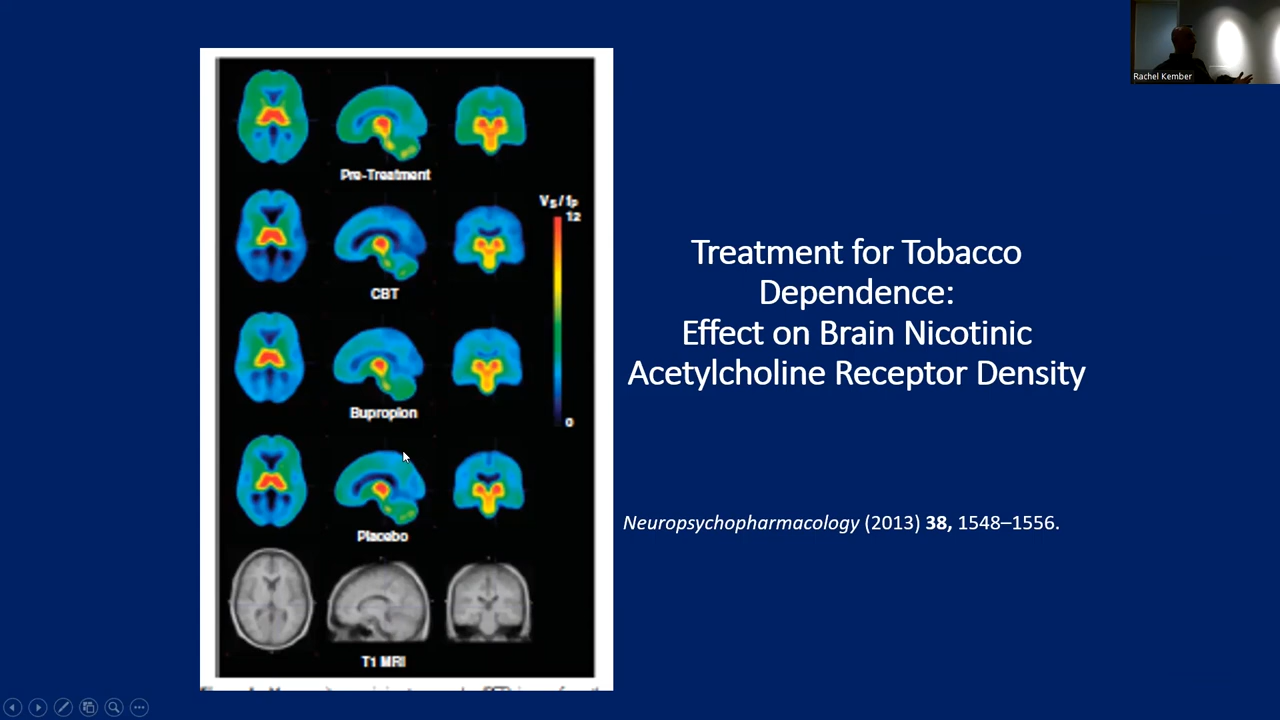 Rachel Kember
Pre-Treatment
CBT
Bupropion
Placebo
T1 MRI
VS / fP
12
0
Treatment for Tobacco
Dependence:
Effect on Brain Nicotinic
Acetylcholine Receptor Density
Neuropsychopharmacology (2013) 38, 1548–1556.